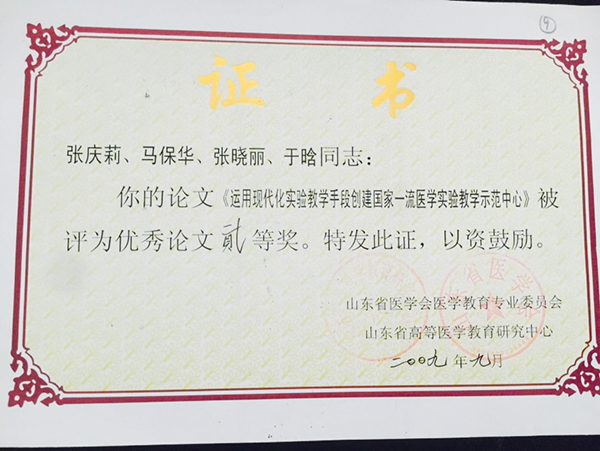 9
证 书
张庆莉、马保华、张晓丽、于晗同志:
你的论文《运用现代化实验教学手段创建国家一流医学实验教学示范中心》被
评为优秀论文贰等奖。特发此证,以资鼓励。
山东省医学会医学教育专业委员会
山东省高等医学教育研究中心
二00九年九月